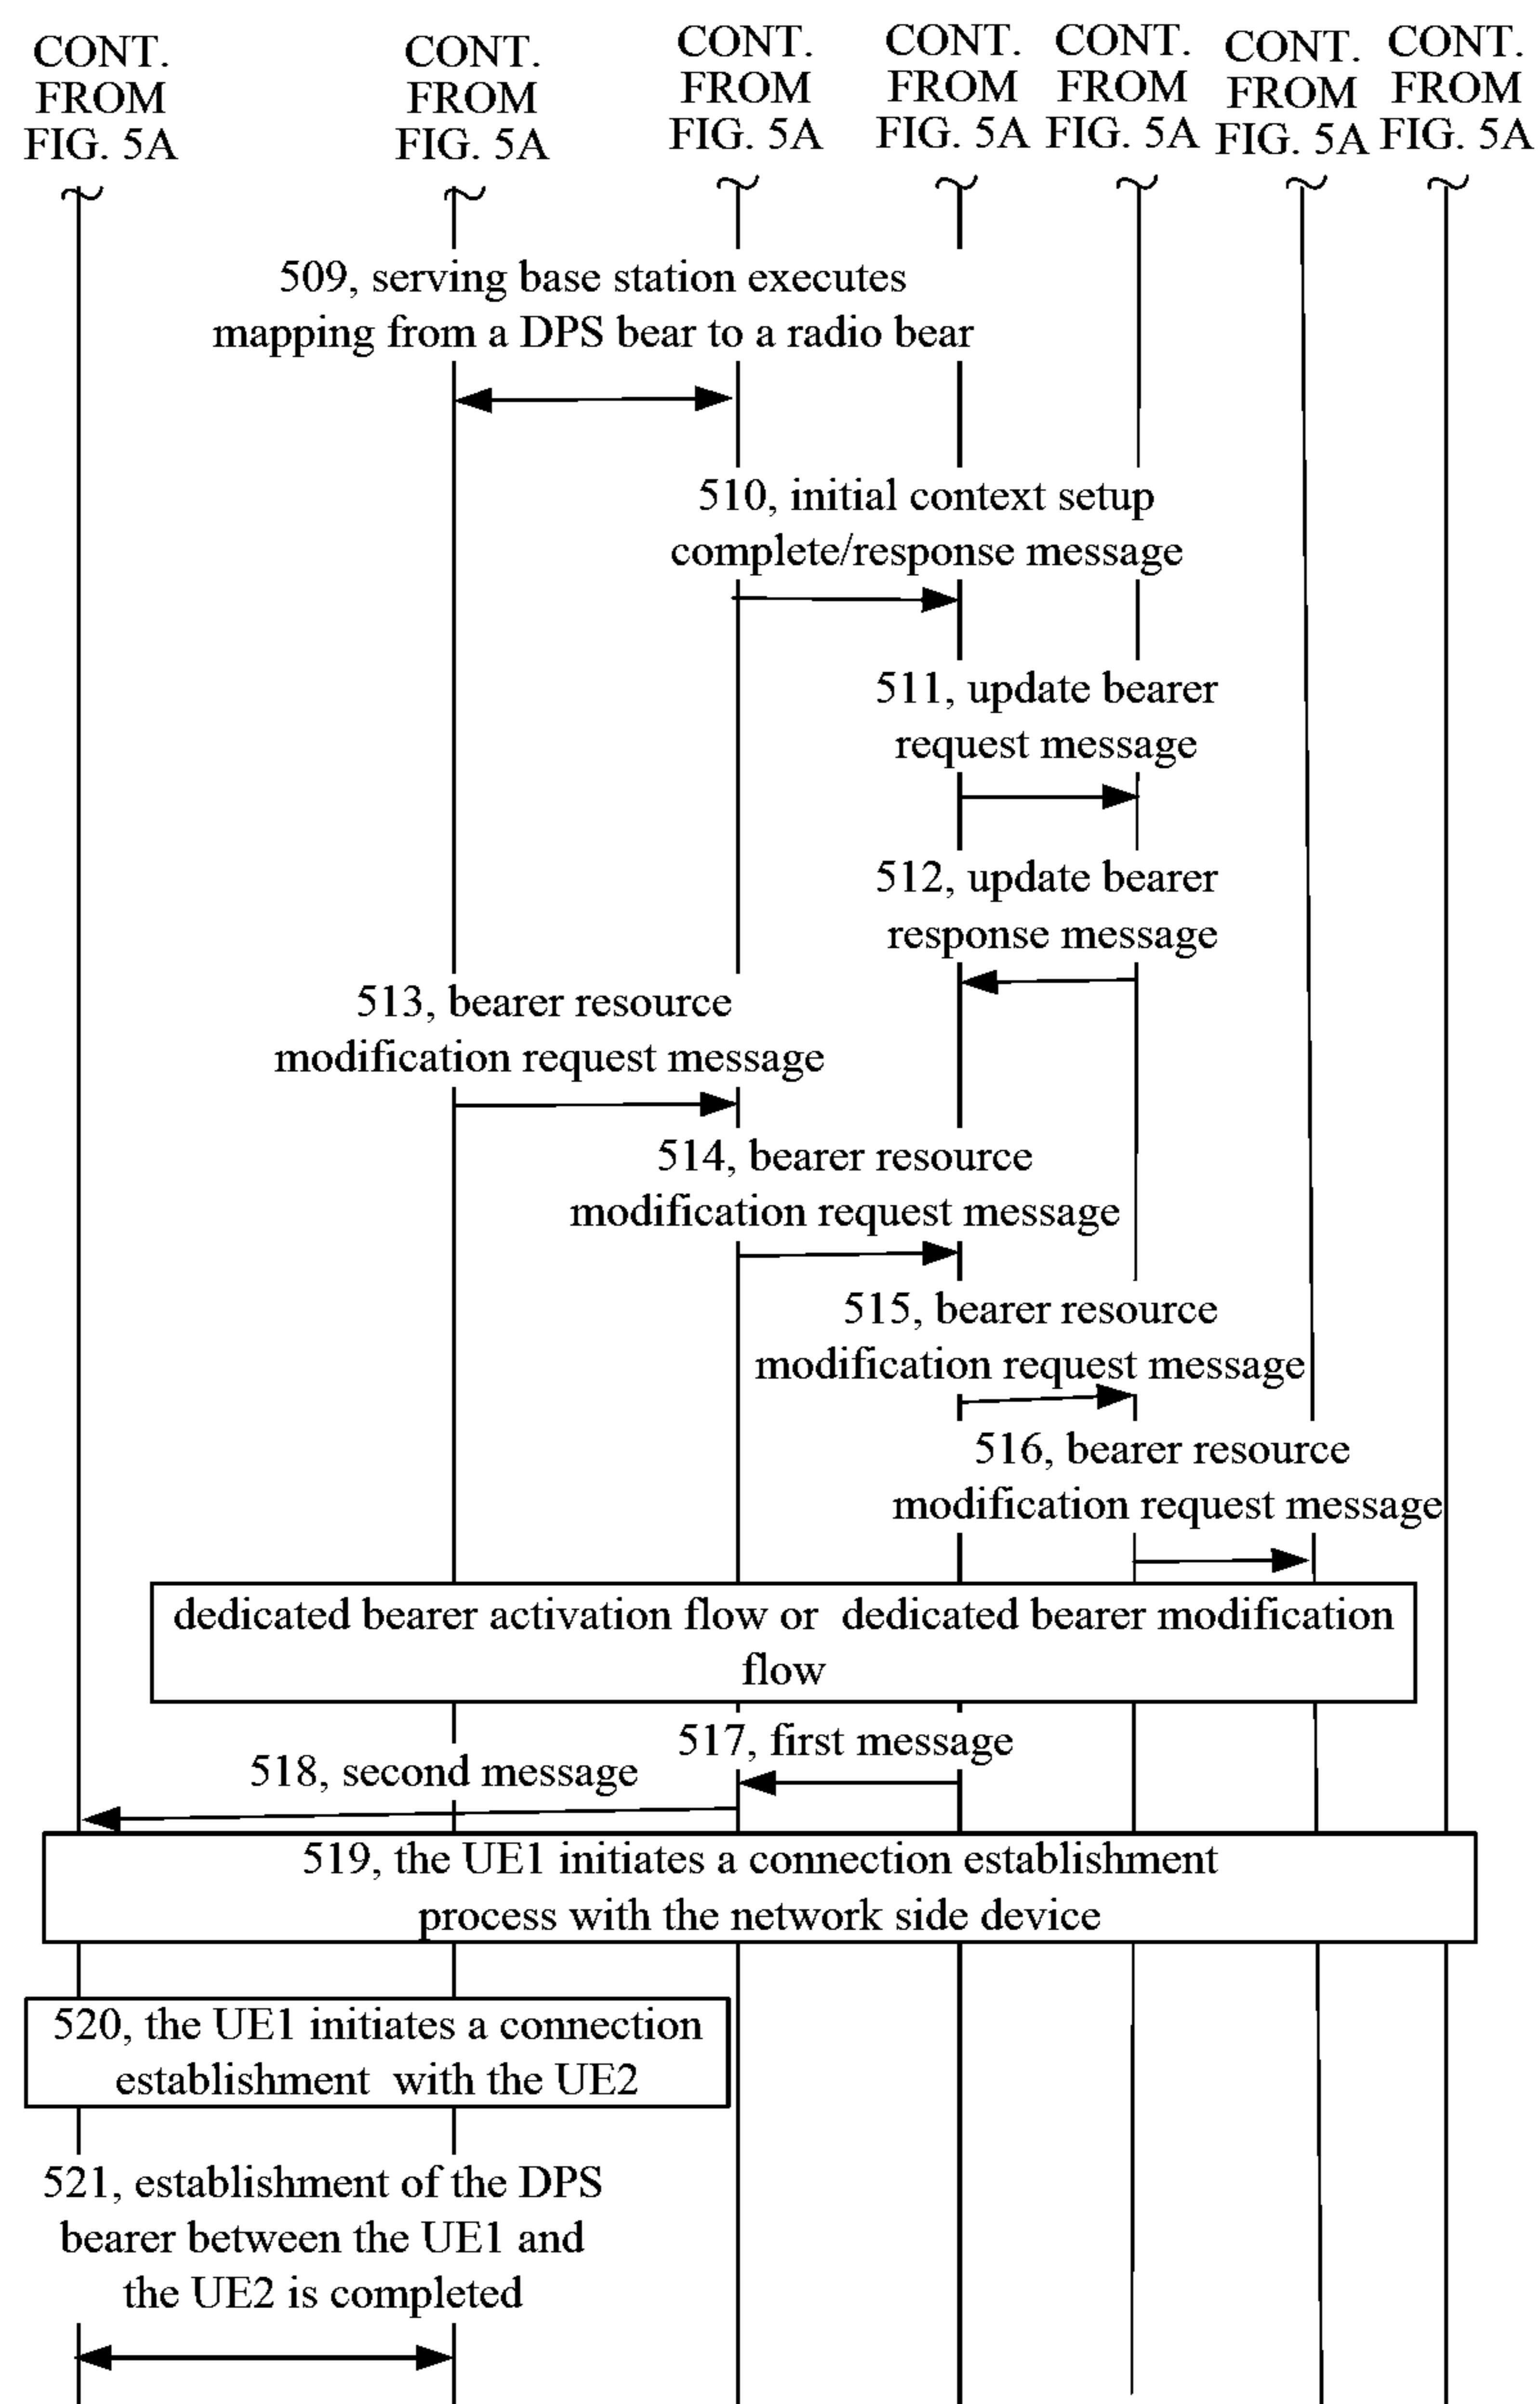 CONT.
FROM
FIG. 5A
CONT.
FROM
FIG. 5A
CONT.
FROM
FIG. 5A
CONT.
FROM
FIG. 5A
CONT.
FROM
FIG. 5A
CONT.
FROM
FIG. 5A
CONT.
FROM
FIG. 5A
509, serving base station executes
mapping from a DPS bear to a radio bear
510, initial context setup
complete/response message
511, update bearer
request message
512, update bearer
response message
513, bearer resource
modification request message
514, bearer resource
modification request message
515, bearer resource
modification request message
516, bearer resource
modification request message
dedicated bearer activation flow or dedicated bearer modification
flow
517, first message
518, second message
519, the UE1 initiates a connection establishment
process with the network side device
520, the UE1 initiates a connection
establishment with the UE2
521, establishment of the DPS
bearer between the UE1 and
the UE2 is completed